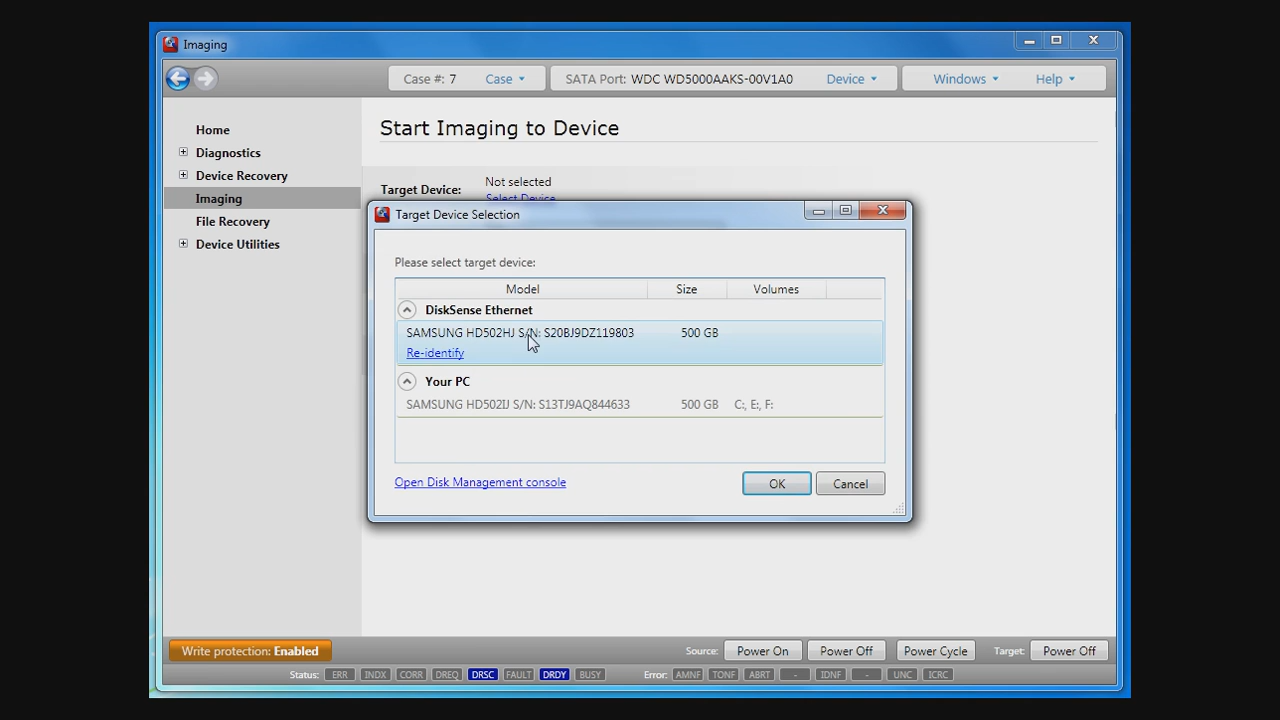 Imaging
Case #: 7 Case SATA Port: WDC WD5000AAKS-00V1A0 Device Windows Help
Home
Diagnostics
Device Recovery
Imaging
File Recovery
Device Utilities
Start Imaging to Device
Target Device: Not selected
Select Device
Target Device Selection
Please select target device:
Model Size Volumes
DiskSense Ethernet
SAMSUNG HD502HJ S/N: S20BJ9DZ119803 500 GB
Re-identify
Your PC
SAMSUNG HD502IJ S/N: S13TJ9AQ844633 500 GB C:, E:, F:
Open Disk Management console OK Cancel
Write protection: Enabled Source: Power On Power Off Power Cycle Target: Power Off
Status: ERR INDX CORR DREQ DRSC FAULT DRDY BUSY Error: AMNF TONF ABRT - IDNF - UNC ICRC